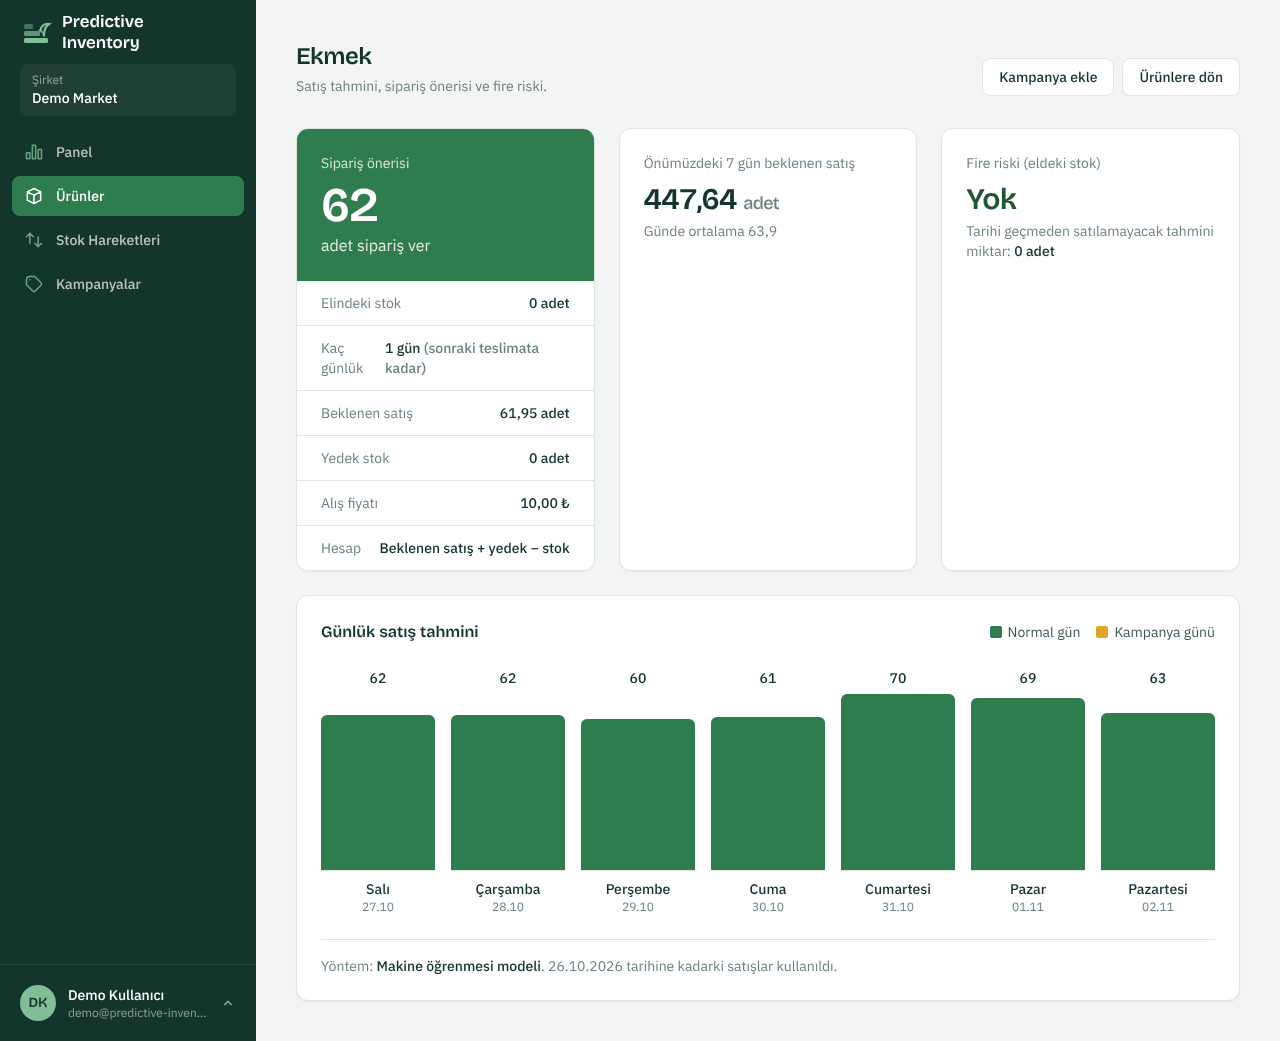 Predictive
Inventory
Şirket
Demo Market
Panel
Ürünler
Stok Hareketleri
Kampanyalar
DK
Demo Kullanıcı
demo@predictive-inven...
Ekmek
Satış tahmini, sipariş önerisi ve fire riski.
Kampanya ekle
Ürünlere dön
Sipariş önerisi
62
adet sipariş ver
Elindeki stok 0 adet
Kaç günlük 1 gün (sonraki teslimata kadar)
Beklenen satış 61,95 adet
Yedek stok 0 adet
Alış fiyatı 10,00 ₺
Hesap Beklenen satış + yedek − stok
Önümüzdeki 7 gün beklenen satış
447,64 adet
Günde ortalama 63,9
Fire riski (eldeki stok)
Yok
Tarihi geçmeden satılamayacak tahmini
miktar: 0 adet
Günlük satış tahmini
Normal gün Kampanya günü
62 62 60 61 70 69 63
Salı Çarşamba Perşembe Cuma Cumartesi Pazar Pazartesi
27.10 28.10 29.10 30.10 31.10 01.11 02.11
Yöntem: Makine öğrenmesi modeli. 26.10.2026 tarihine kadarki satışlar kullanıldı.